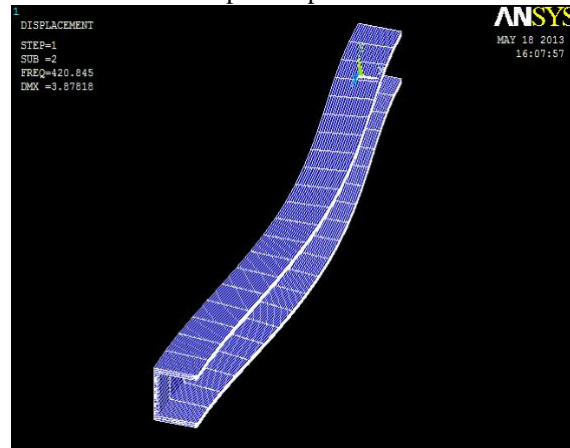 1
DISPLACEMENT
STEP=1
SUB =2
FREQ=420.845
DMX =3.87818
ANSYS
MAY 18 2013
16:07:57